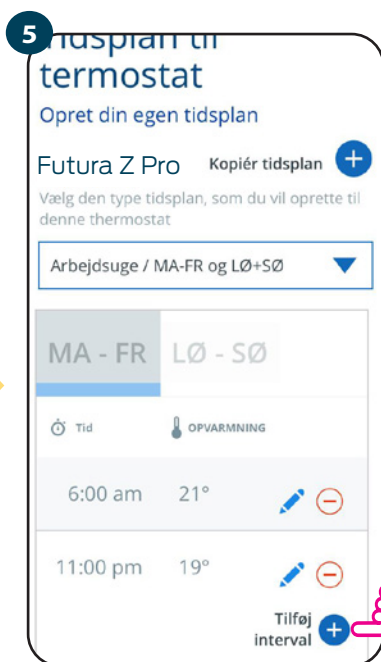 5
Tidsplan til
termostat
Opret din egen tidsplan
Futura Z Pro Kopiér tidsplan
Vælg den type tidsplan, som du vil oprette til
denne thermostat
Arbejdsuge / MA-FR og LØ+SØ
MA - FR LØ - SØ
Tid OPVARMNING
6:00 am 21°
11:00 pm 19°
Tilføj
interval